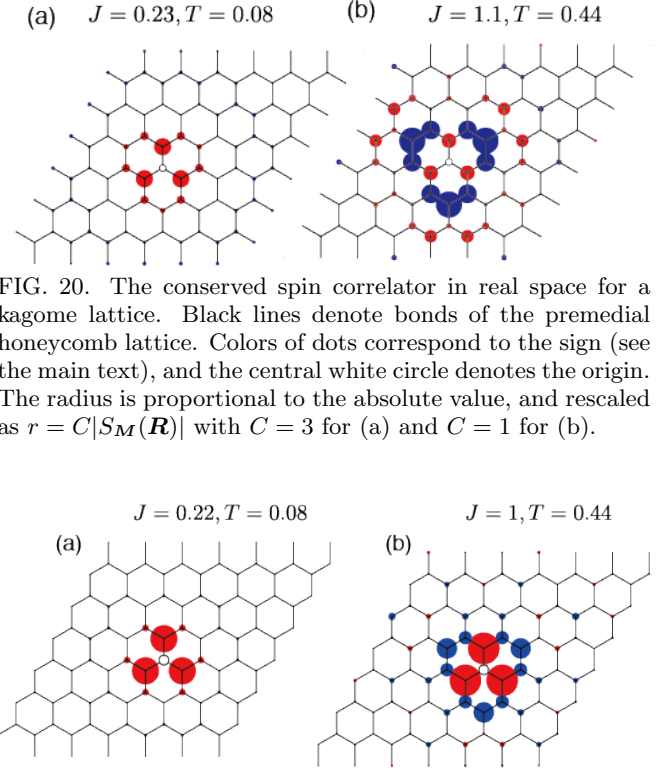 (a) J = 0.23, T = 0.08
(b) J = 1.1, T = 0.44
FIG. 20. The conserved spin correlator in real space for a
kagome lattice. Black lines denote bonds of the premedial
honeycomb lattice. Colors of dots correspond to the sign (see
the main text), and the central white circle denotes the origin.
The radius is proportional to the absolute value, and rescaled
as r = C|S_M(R)| with C = 3 for (a) and C = 1 for (b).
J = 0.22, T = 0.08
(a)
J = 1, T = 0.44
(b)